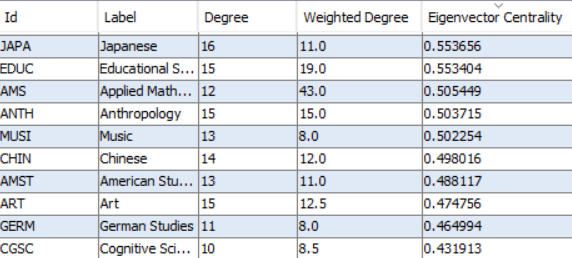 Id Label Degree Weighted Degree Eigenvector Centrality
JAPA Japanese 16 11.0 0.553656
EDUC Educational S... 15 19.0 0.553404
AMS Applied Math... 12 43.0 0.505449
ANTH Anthropology 15 15.0 0.503715
MUSI Music 13 8.0 0.502254
CHIN Chinese 14 12.0 0.498016
AMST American Stu... 13 11.0 0.488117
ART Art 15 12.5 0.474756
GERM German Studies 11 8.0 0.464994
CGSC Cognitive Sci... 10 8.5 0.431913